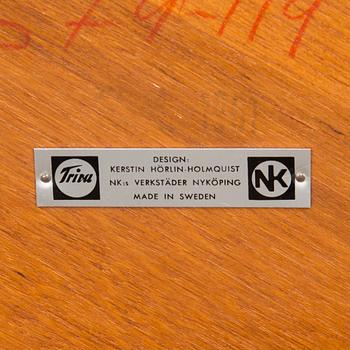 Triva
DESIGN:
KERSTIN HÖRLIN-HOLMQUIST
NK:s VERKSTÄDER NYKÖPING
MADE IN SWEDEN
NK